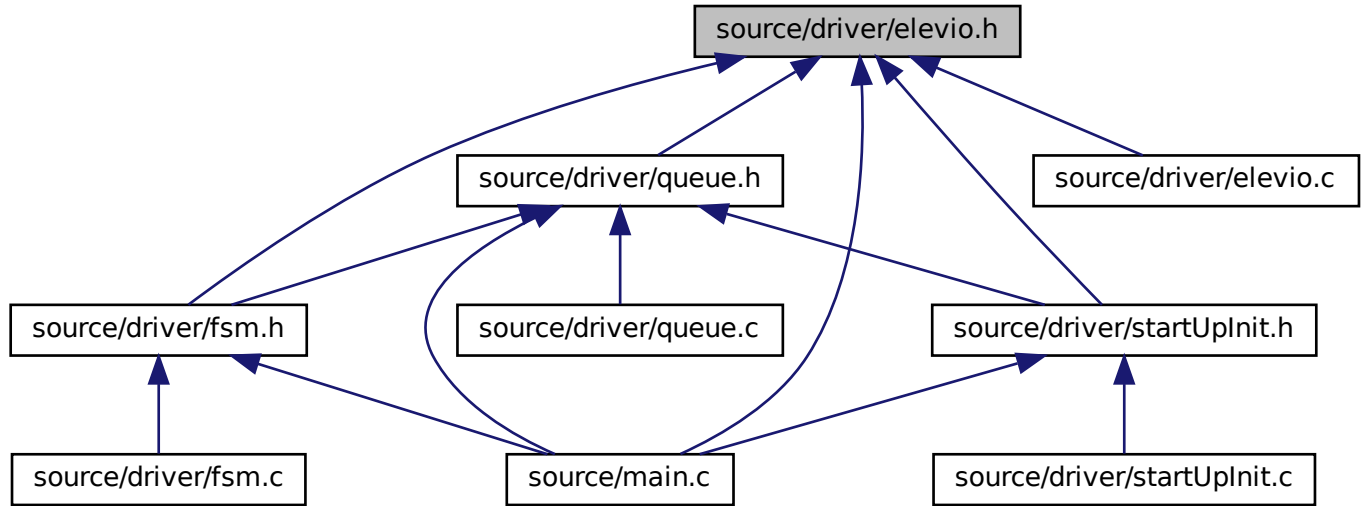 source/driver/elevio.h
source/driver/queue.h
source/driver/elevio.c
source/driver/fsm.h
source/driver/queue.c
source/driver/startUpInit.h
source/driver/fsm.c
source/main.c
source/driver/startUpInit.c